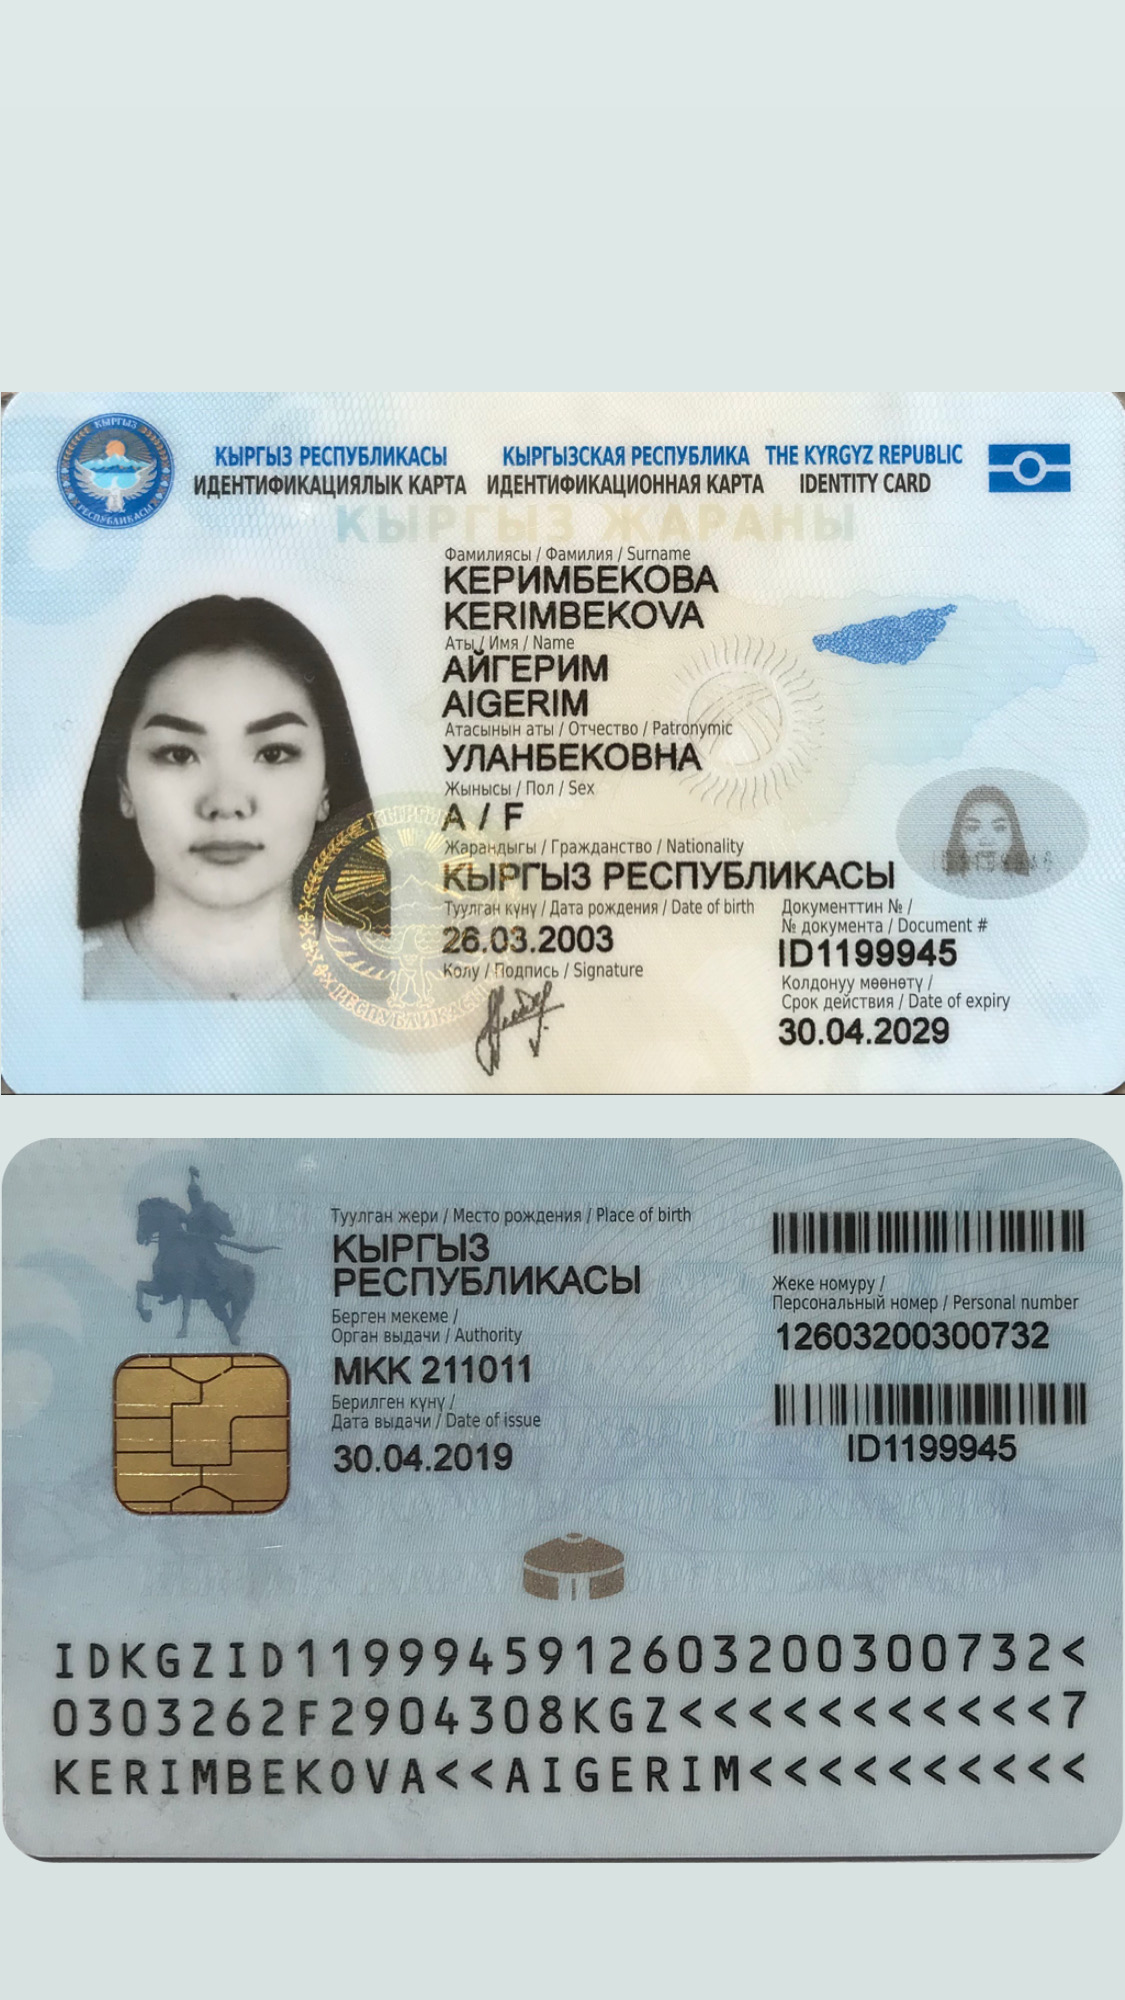 КЫРГЫЗ РЕСПУБЛИКАСЫ КЫРГЫЗСКАЯ РЕСПУБЛИКА THE KYRGYZ REPUBLIC
ИДЕНТИФИКАЦИЯЛЫК КАРТА ИДЕНТИФИКАЦИОННАЯ КАРТА IDENTITY CARD
КЫРГЫЗ ЖАРАНЫ
КЫРГЫЗ
РЕСПУБЛИКАСЫ
Фамилиясы / Фамилия / Surname
КЕРИМБЕКОВА
KERIMBEKOVA
Аты / Имя / Name
АЙГЕРИМ
AIGERIM
Атасынын аты / Отчество / Patronymic
УЛАНБЕКОВНА
Жынысы / Пол / Sex
А / F
Жарандыгы / Гражданство / Nationality
КЫРГЫЗ РЕСПУБЛИКАСЫ
Туулган күнү / Дата рождения / Date of birth
26.03.2003
Документтин № /
№ документа / Document #
ID1199945
Колу / Подпись / Signature
Колдонуу мөөнөтү /
Срок действия / Date of expiry
30.04.2029
РЕСПУБЛИКАСЫ
Туулган жери / Место рождения / Place of birth
КЫРГЫЗ
РЕСПУБЛИКАСЫ
Берген мекеме /
Орган выдачи / Authority
МКК 211011
Берилген күнү /
Дата выдачи / Date of issue
30.04.2019
Жеке номуру /
Персональный номер / Personal number
12603200300732
ID1199945
IDKGZID1199945912603200300732<
0303262F2904308KGZ<<<<<<<<<<<7
KERIMBEKOVA<<AIGERIM<<<<<<<<<<